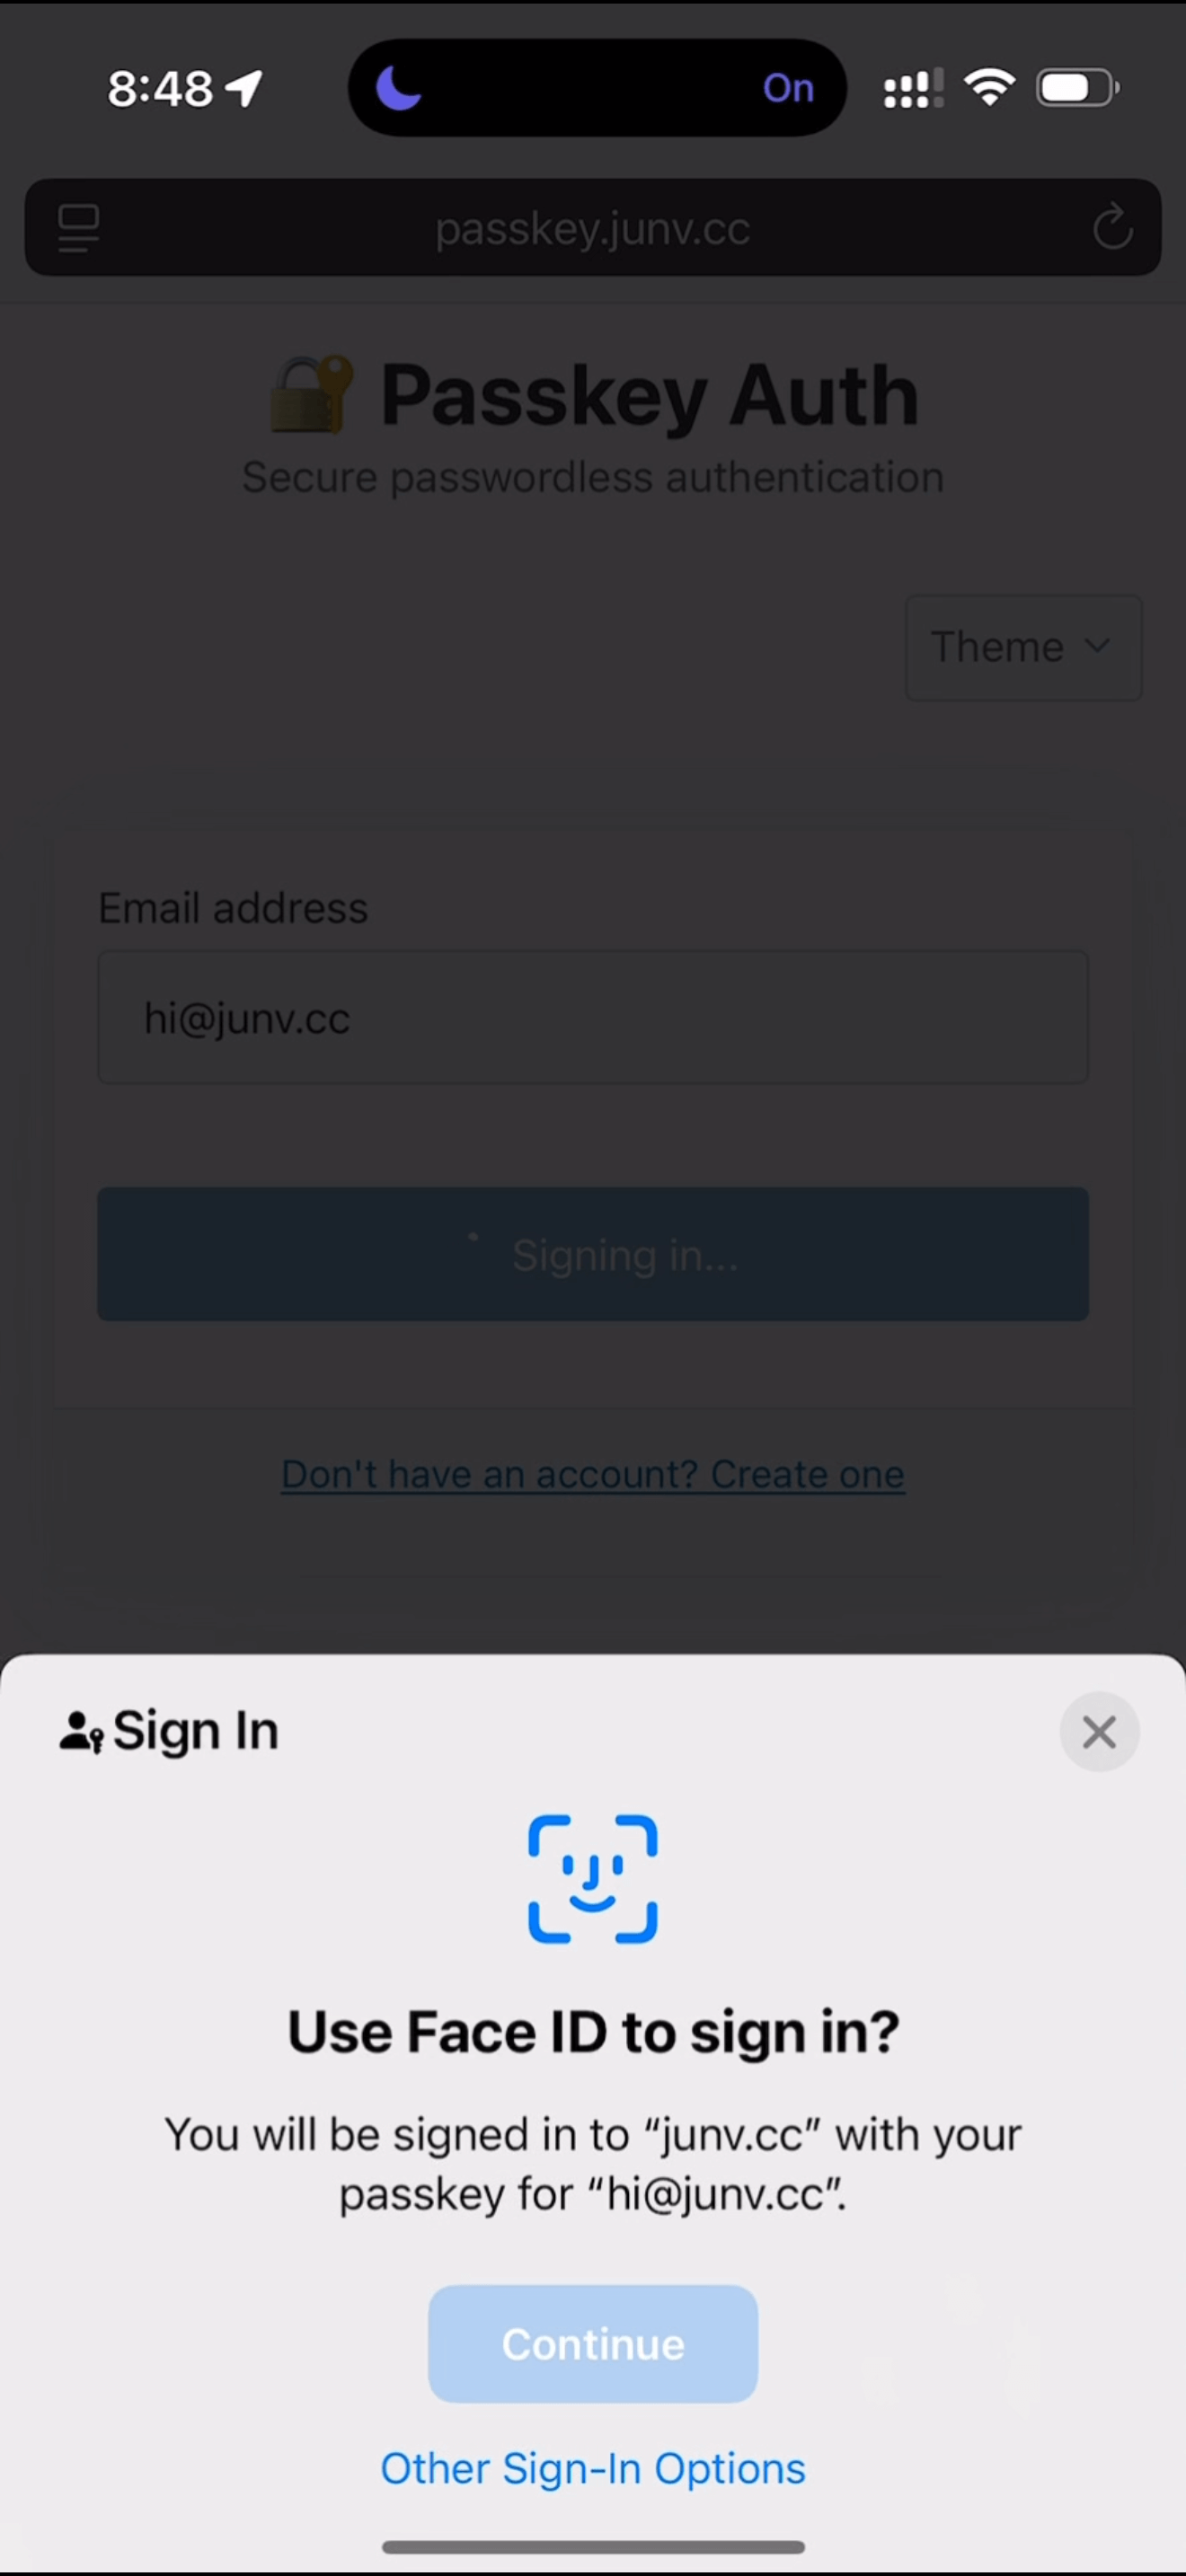 8:48
On
passkey.junv.cc
Passkey Auth
Secure passwordless authentication
Theme
Email address
hi@junv.cc
Signing in...
Don't have an account? Create one
Sign In
Use Face ID to sign in?
You will be signed in to “junv.cc” with your
passkey for “hi@junv.cc”.
Continue
Other Sign-In Options